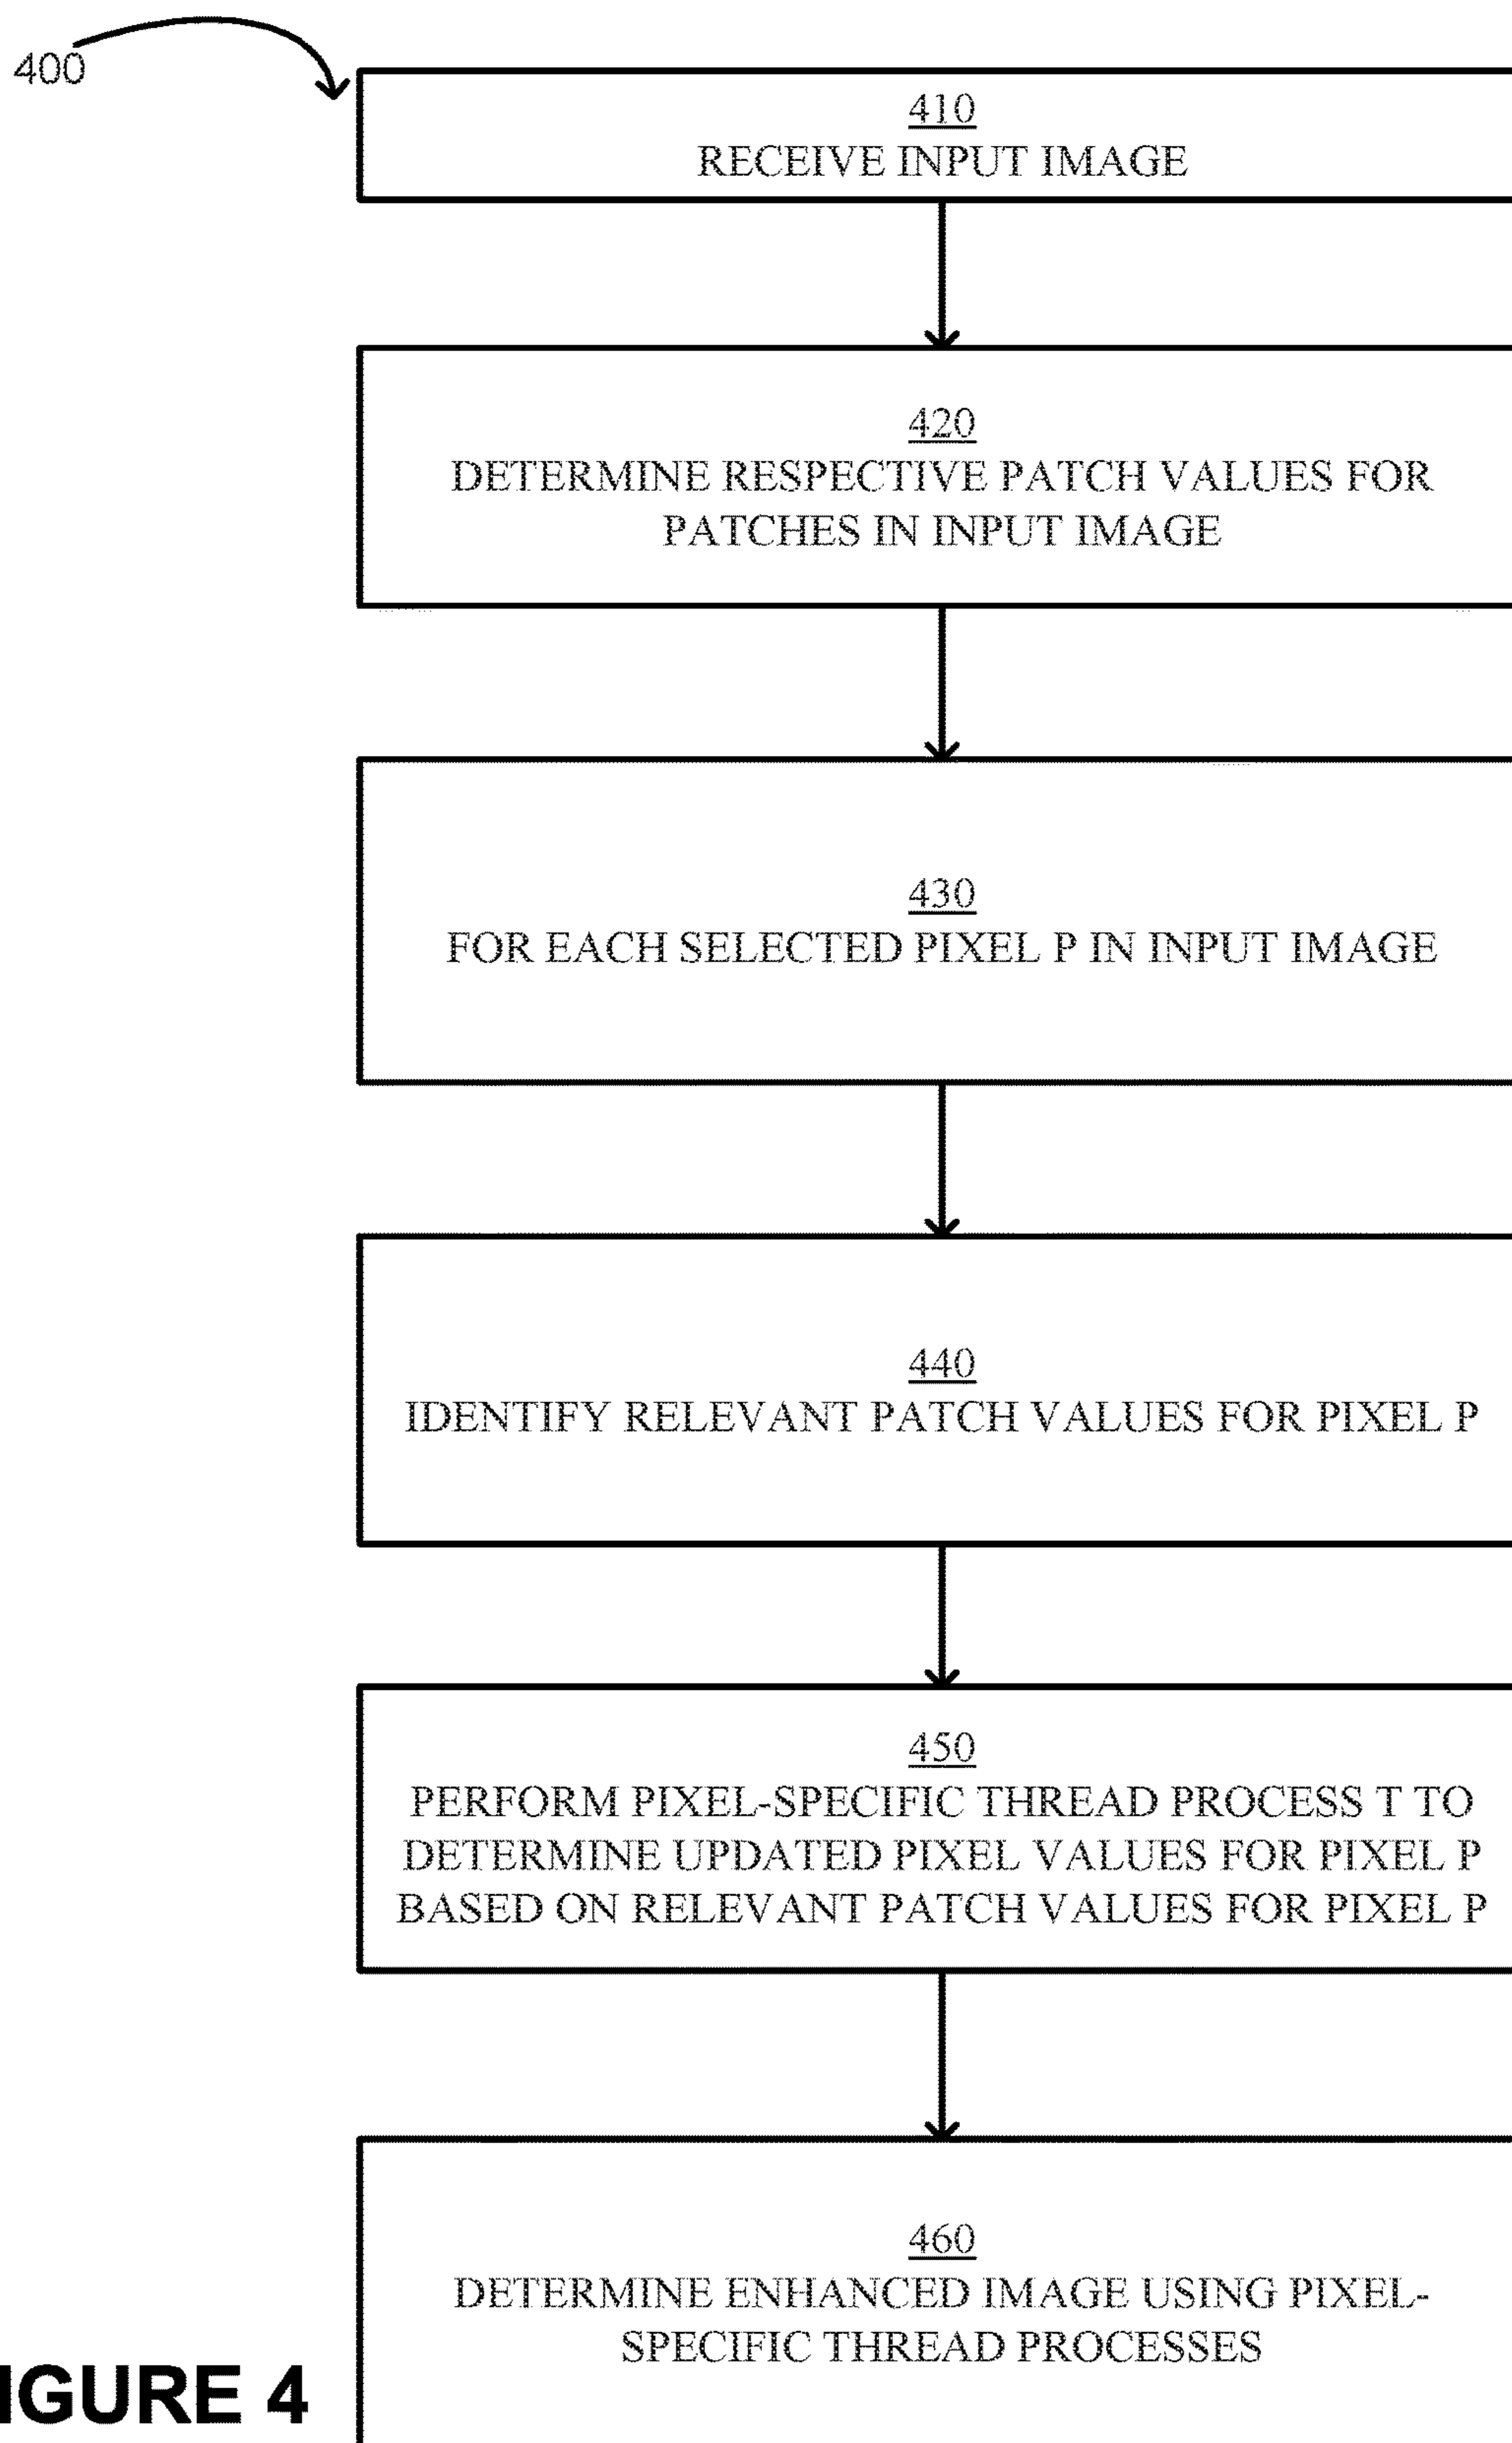 400
410
RECEIVE INPUT IMAGE
420
DETERMINE RESPECTIVE PATCH VALUES FOR
PATCHES IN INPUT IMAGE
430
FOR EACH SELECTED PIXEL P IN INPUT IMAGE
440
IDENTIFY RELEVANT PATCH VALUES FOR PIXEL P
450
PERFORM PIXEL-SPECIFIC THREAD PROCESS T TO
DETERMINE UPDATED PIXEL VALUES FOR PIXEL P
BASED ON RELEVANT PATCH VALUES FOR PIXEL P
460
DETERMINE ENHANCED IMAGE USING PIXEL-
SPECIFIC THREAD PROCESSES
IGURE 4